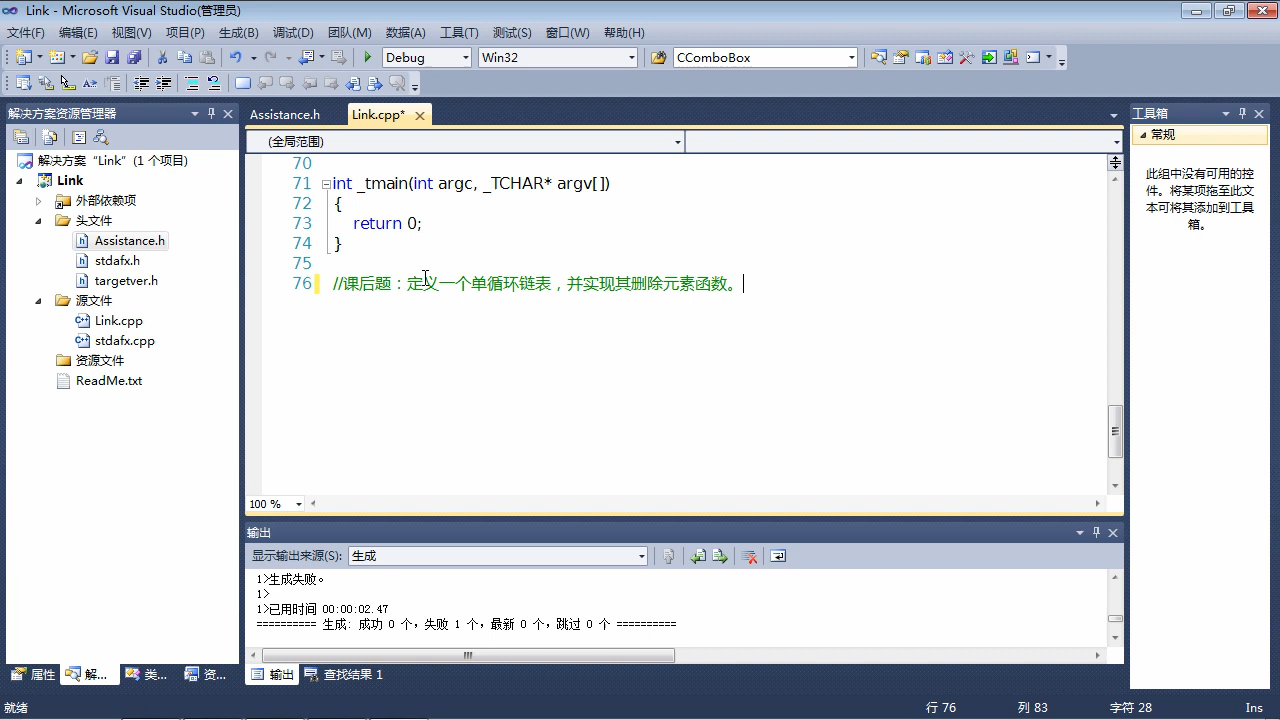 Link - Microsoft Visual Studio(管理员)
文件(F) 编辑(E) 视图(V) 项目(P) 生成(B) 调试(D) 团队(M) 数据(A) 工具(T) 测试(S) 窗口(W) 帮助(H)
Debug Win32 CComboBox
解决方案资源管理器
解决方案“Link”(1 个项目)
Link
外部依赖项
头文件
Assistance.h
stdafx.h
targetver.h
源文件
Link.cpp
stdafx.cpp
资源文件
ReadMe.txt
属性 解... 类... 资...
Assistance.h Link.cpp*
(全局范围)
70
71 int _tmain(int argc, _TCHAR* argv[])
72 {
73 return 0;
74 }
75
76 //课后题：定义一个单循环链表，并实现其删除元素函数。
100 %
输出
显示输出来源(S): 生成
1>生成失败。
1>
1>已用时间 00:00:02.47
========== 生成: 成功 0 个，失败 1 个，最新 0 个，跳过 0 个 ==========
输出 查找结果 1
工具箱
常规
此组中没有可用的控
件。将某项拖至此文
本可将其添加到工具
箱。
就绪 行 76 列 83 字符 28 Ins